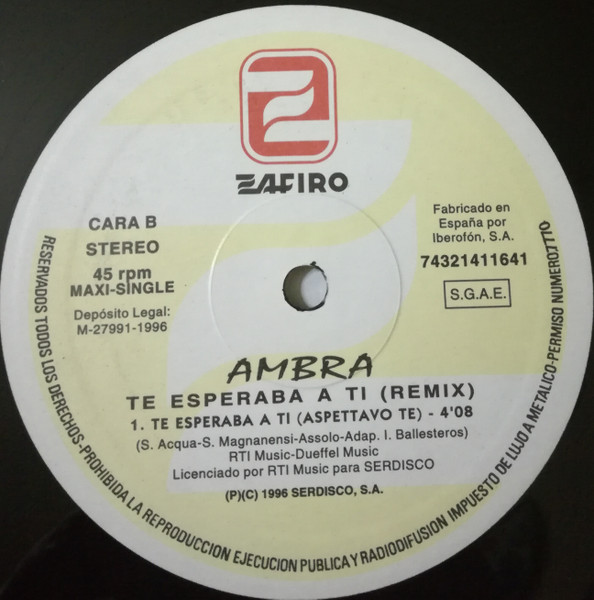 ZAFIRO
CARA B
STEREO
45 rpm
MAXI-SINGLE
Depósito Legal:
M-27991-1996
Fabricado en
España por
Iberofón, S.A.
74321411641
S.G.A.E.
AMBRA
TE ESPERABA A TI (REMIX)
1. TE ESPERABA A TI (ASPETTAVO TE) - 4'08
(S. Acqua-S. Magnanensi-Assolo-Adap. I. Ballesteros)
RTI Music-Dueffel Music
Licenciado por RTI Music para SERDISCO
(P)(C) 1996 SERDISCO, S.A.
RESERVADOS TODOS LOS DERECHOS-PROHIBIDA LA REPRODUCCION EJECUCION PUBLICA Y RADIODIFUSION IMPUESTO DE LUJO A METALICO-PERMISO NUMERO:7770-